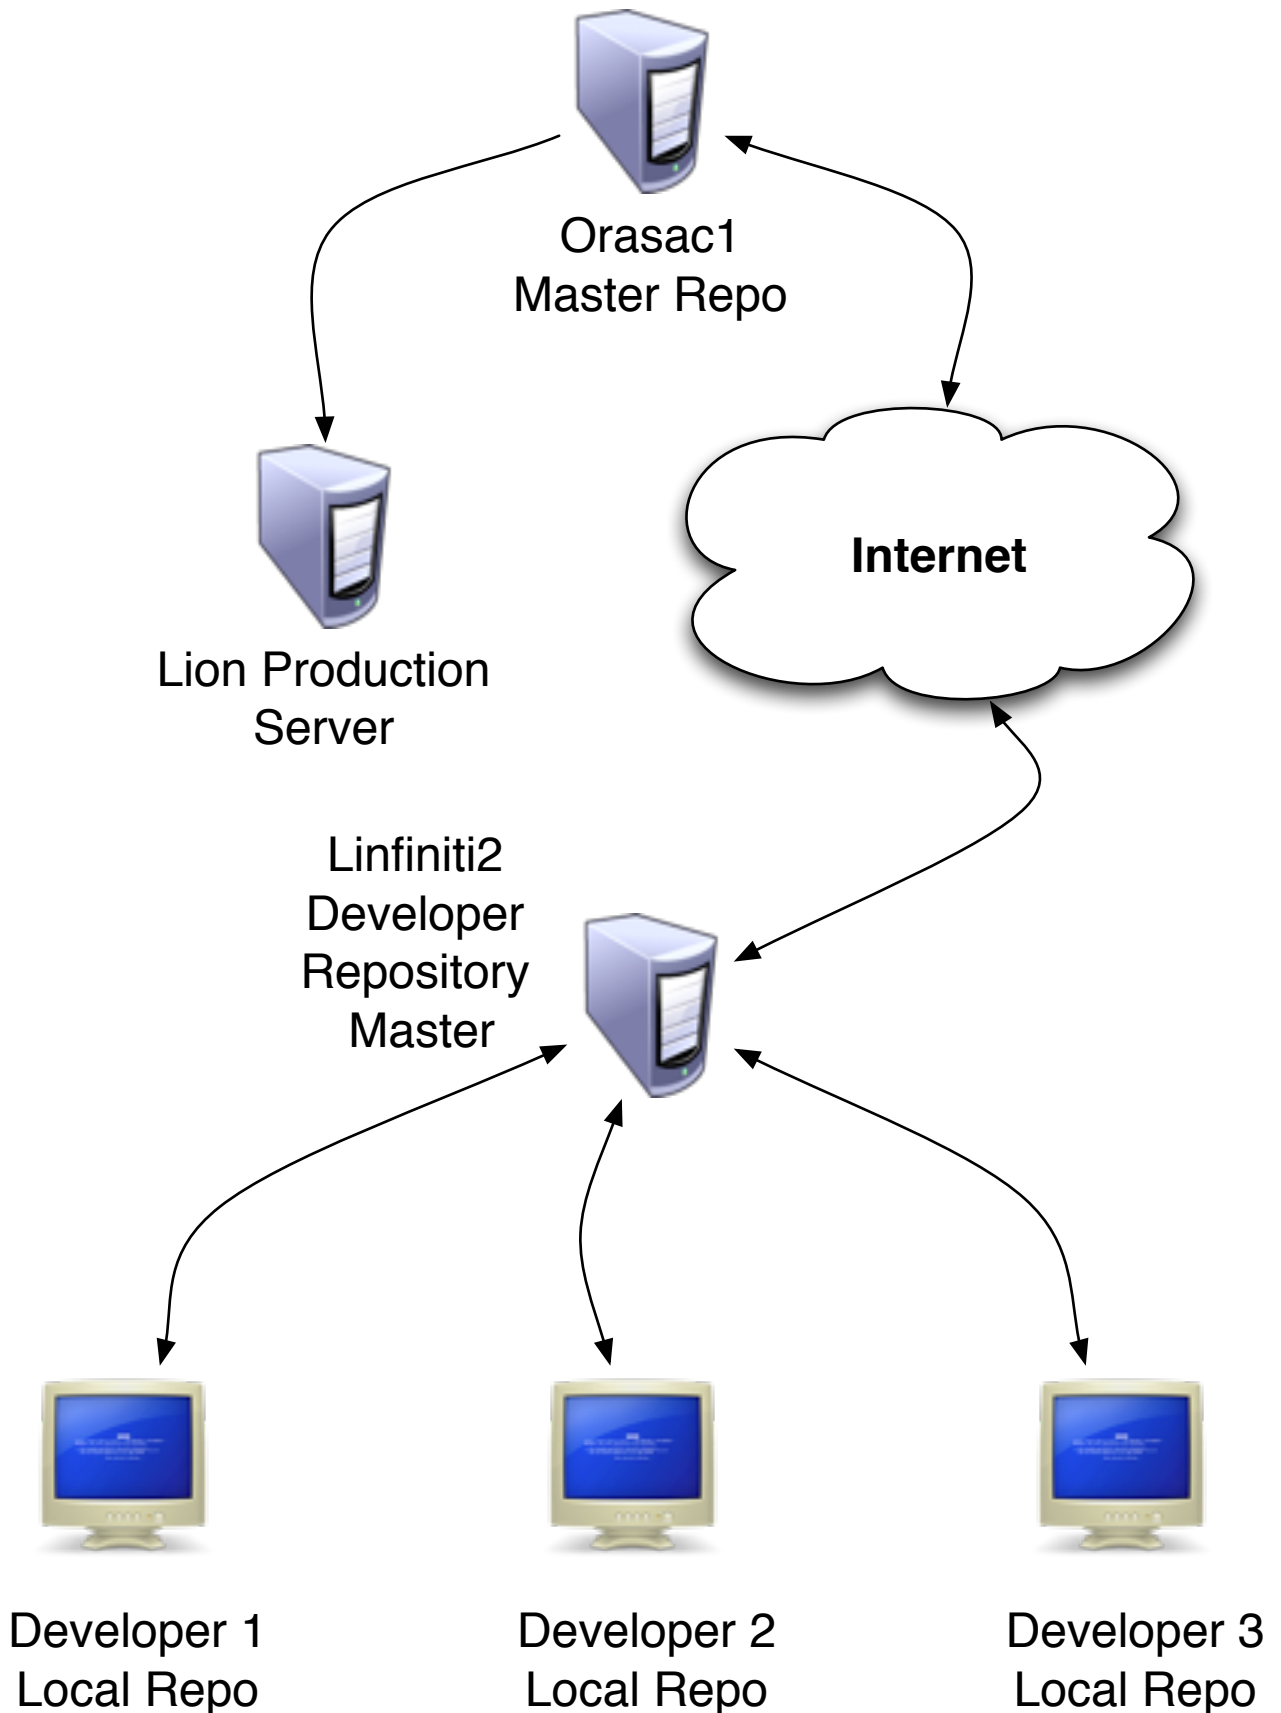 Orasac1
Master Repo
Internet
Lion Production
Server
Linfiniti2
Developer
Repository
Master
Developer 1
Local Repo
Developer 2
Local Repo
Developer 3
Local Repo